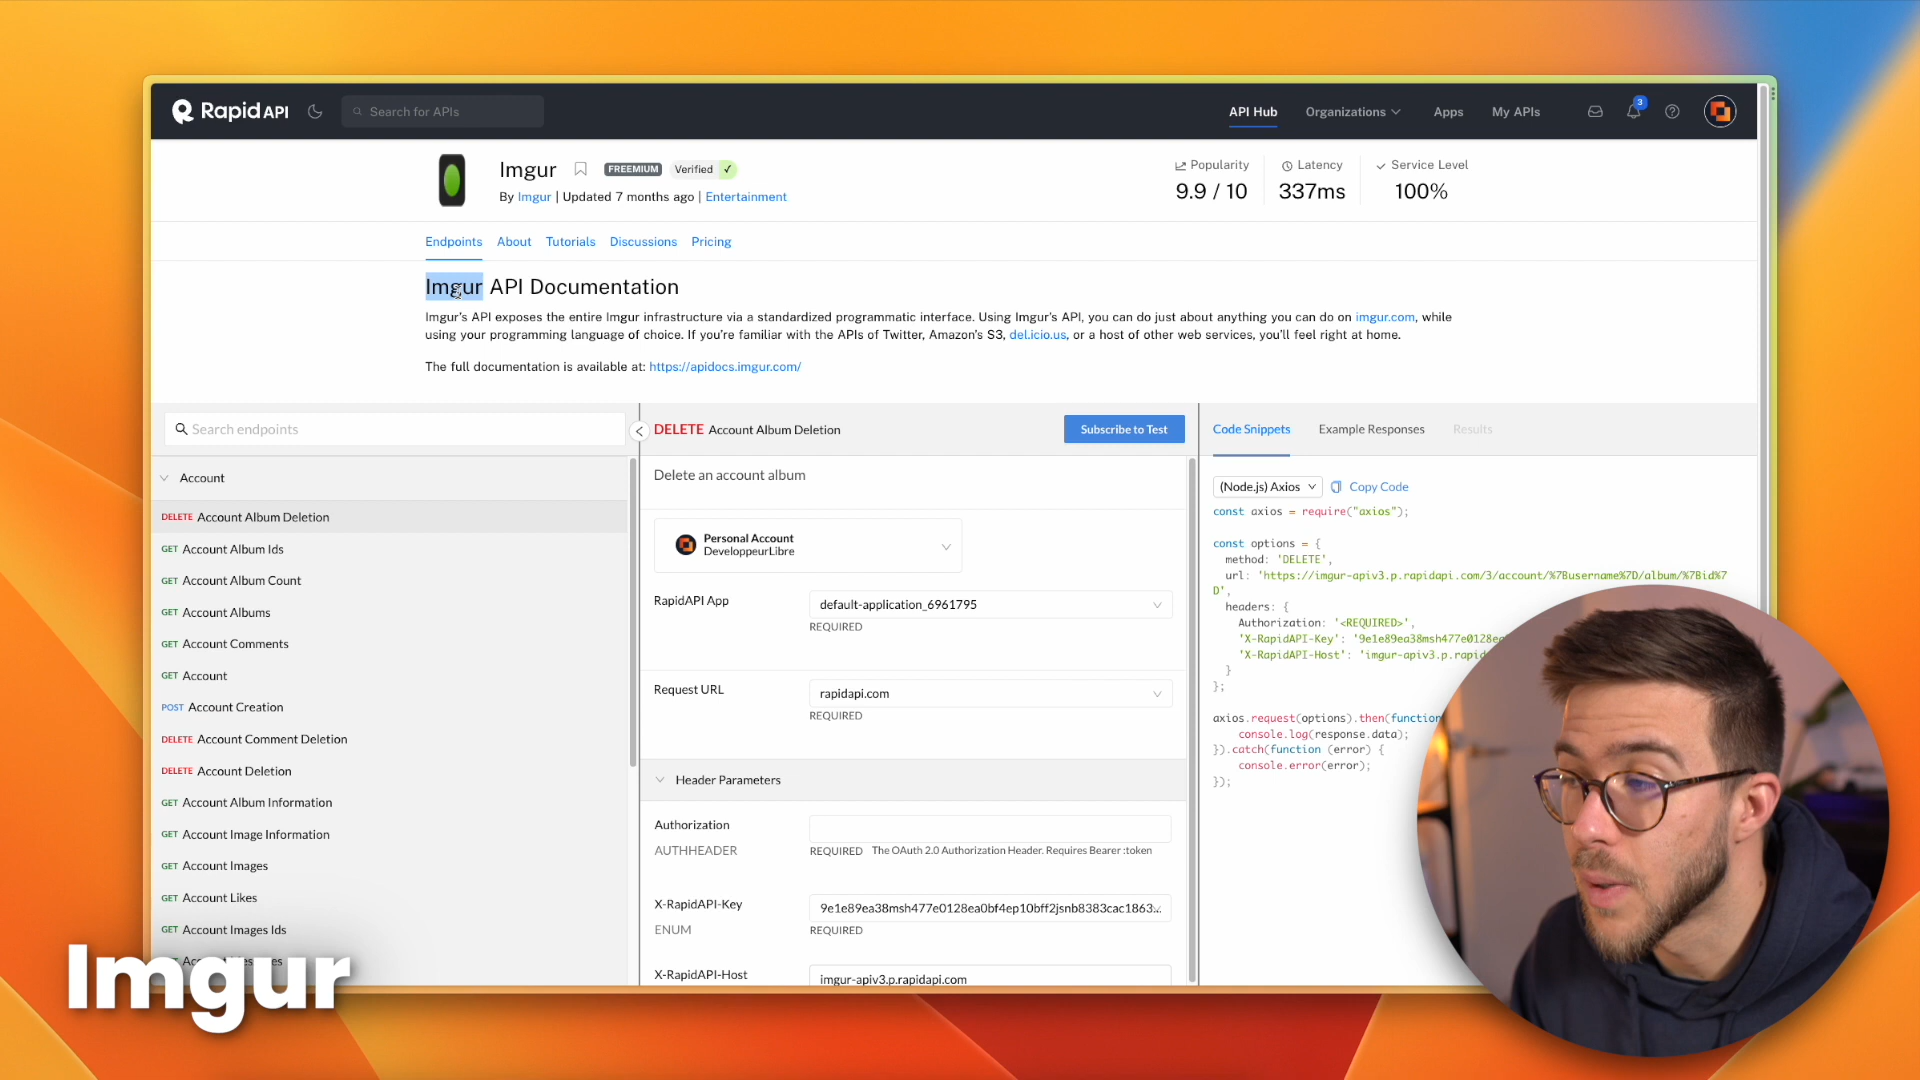 Rapid API
Search for APIs
API Hub
Organizations
Apps
My APIs
3
Imgur
FREEMIUM
Verified ✓
By Imgur | Updated 7 months ago | Entertainment
Popularity
9.9 / 10
Latency
337ms
Service Level
100%
Endpoints
About
Tutorials
Discussions
Pricing
Imgur API Documentation
Imgur's API exposes the entire Imgur infrastructure via a standardized programmatic interface. Using Imgur's API, you can do just about anything you can do on imgur.com, while
using your programming language of choice. If you're familiar with the APIs of Twitter, Amazon's S3, del.icio.us, or a host of other web services, you'll feel right at home.
The full documentation is available at: https://apidocs.imgur.com/
Search endpoints
Account
DELETE Account Album Deletion
GET Account Album Ids
GET Account Album Count
GET Account Albums
GET Account Comments
GET Account
POST Account Creation
DELETE Account Comment Deletion
DELETE Account Deletion
GET Account Album Information
GET Account Image Information
GET Account Images
GET Account Likes
GET Account Images Ids
DELETE Account Album Deletion
Subscribe to Test
Delete an account album
Personal Account
DeveloppeurLibre
RapidAPI App
default-application_6961795
REQUIRED
Request URL
rapidapi.com
REQUIRED
Header Parameters
Authorization
AUTHHEADER
REQUIRED The OAuth 2.0 Authorization Header. Requires Bearer :token
X-RapidAPI-Key
9e1e89ea38msh477e0128ea0bf4ep10bff2jsnb8383cac1863...
ENUM
REQUIRED
X-RapidAPI-Host
imgur-apiv3.p.rapidapi.com
Code Snippets
Example Responses
Results
(Node.js) Axios
Copy Code
const axios = require("axios");
const options = {
method: 'DELETE',
url: 'https://imgur-apiv3.p.rapidapi.com/3/account/%7Busername%7D/album/%7Bid%7
D',
headers: {
Authorization: '<REQUIRED>',
'X-RapidAPI-Key': '9e1e89ea38msh477e0128e
'X-RapidAPI-Host': 'imgur-apiv3.p.rapid
}
};
axios.request(options).then(function
console.log(response.data);
}).catch(function (error) {
console.error(error);
});
Imgur